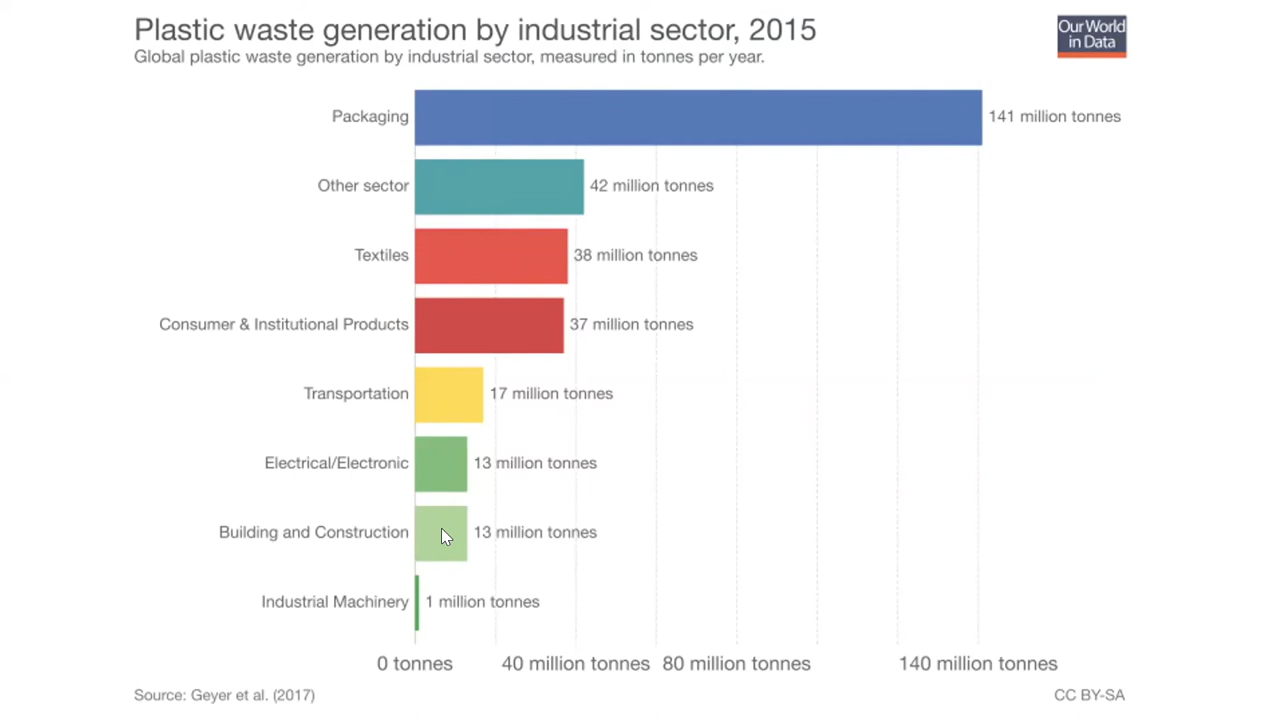 Plastic waste generation by industrial sector, 2015
Our World
in Data
Global plastic waste generation by industrial sector, measured in tonnes per year.
Packaging 141 million tonnes
Other sector 42 million tonnes
Textiles 38 million tonnes
Consumer & Institutional Products 37 million tonnes
Transportation 17 million tonnes
Electrical/Electronic 13 million tonnes
Building and Construction 13 million tonnes
Industrial Machinery 1 million tonnes
0 tonnes 40 million tonnes 80 million tonnes 140 million tonnes
Source: Geyer et al. (2017) CC BY-SA